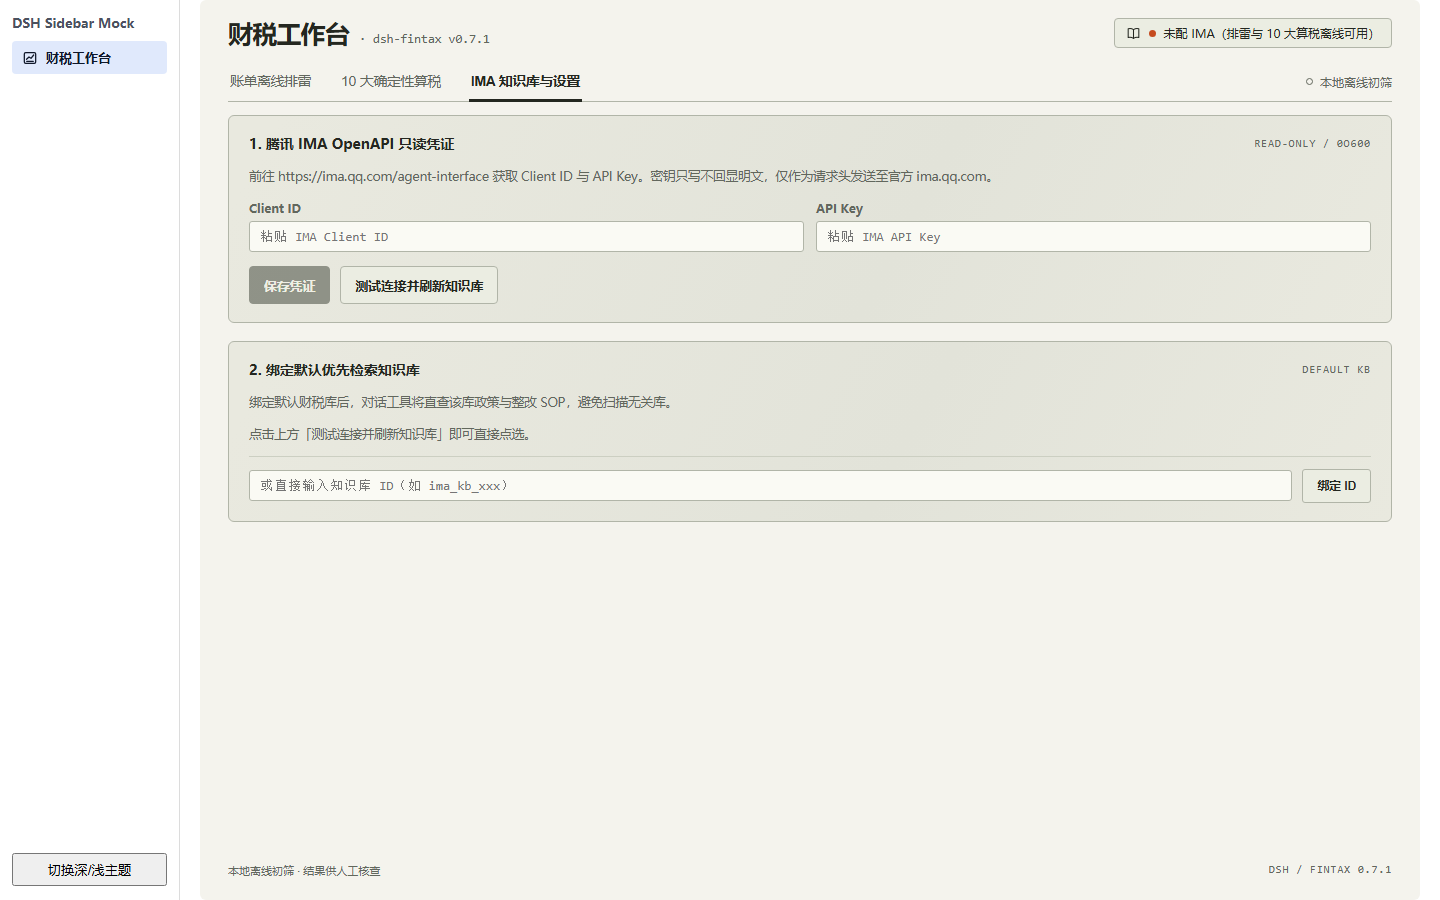 DSH Sidebar Mock
财税工作台
财税工作台 · dsh-fintax v0.7.1
未配 IMA（排雷与 10 大算税离线可用）
账单离线排雷
10 大确定性算税
IMA 知识库与设置
本地离线初筛
1. 腾讯 IMA OpenAPI 只读凭证
READ-ONLY / 0O600
前往 https://ima.qq.com/agent-interface 获取 Client ID 与 API Key。密钥只写不回显明文，仅作为请求头发送至官方 ima.qq.com。
Client ID
API Key
粘贴 IMA Client ID
粘贴 IMA API Key
保存凭证
测试连接并刷新知识库
2. 绑定默认优先检索知识库
DEFAULT KB
绑定默认财税库后，对话工具将直查该库政策与整改 SOP，避免扫描无关库。
点击上方「测试连接并刷新知识库」即可直接点选。
或直接输入知识库 ID（如 ima_kb_xxx）
绑定 ID
切换深/浅主题
本地离线初筛 · 结果供人工核查
DSH / FINTAX 0.7.1